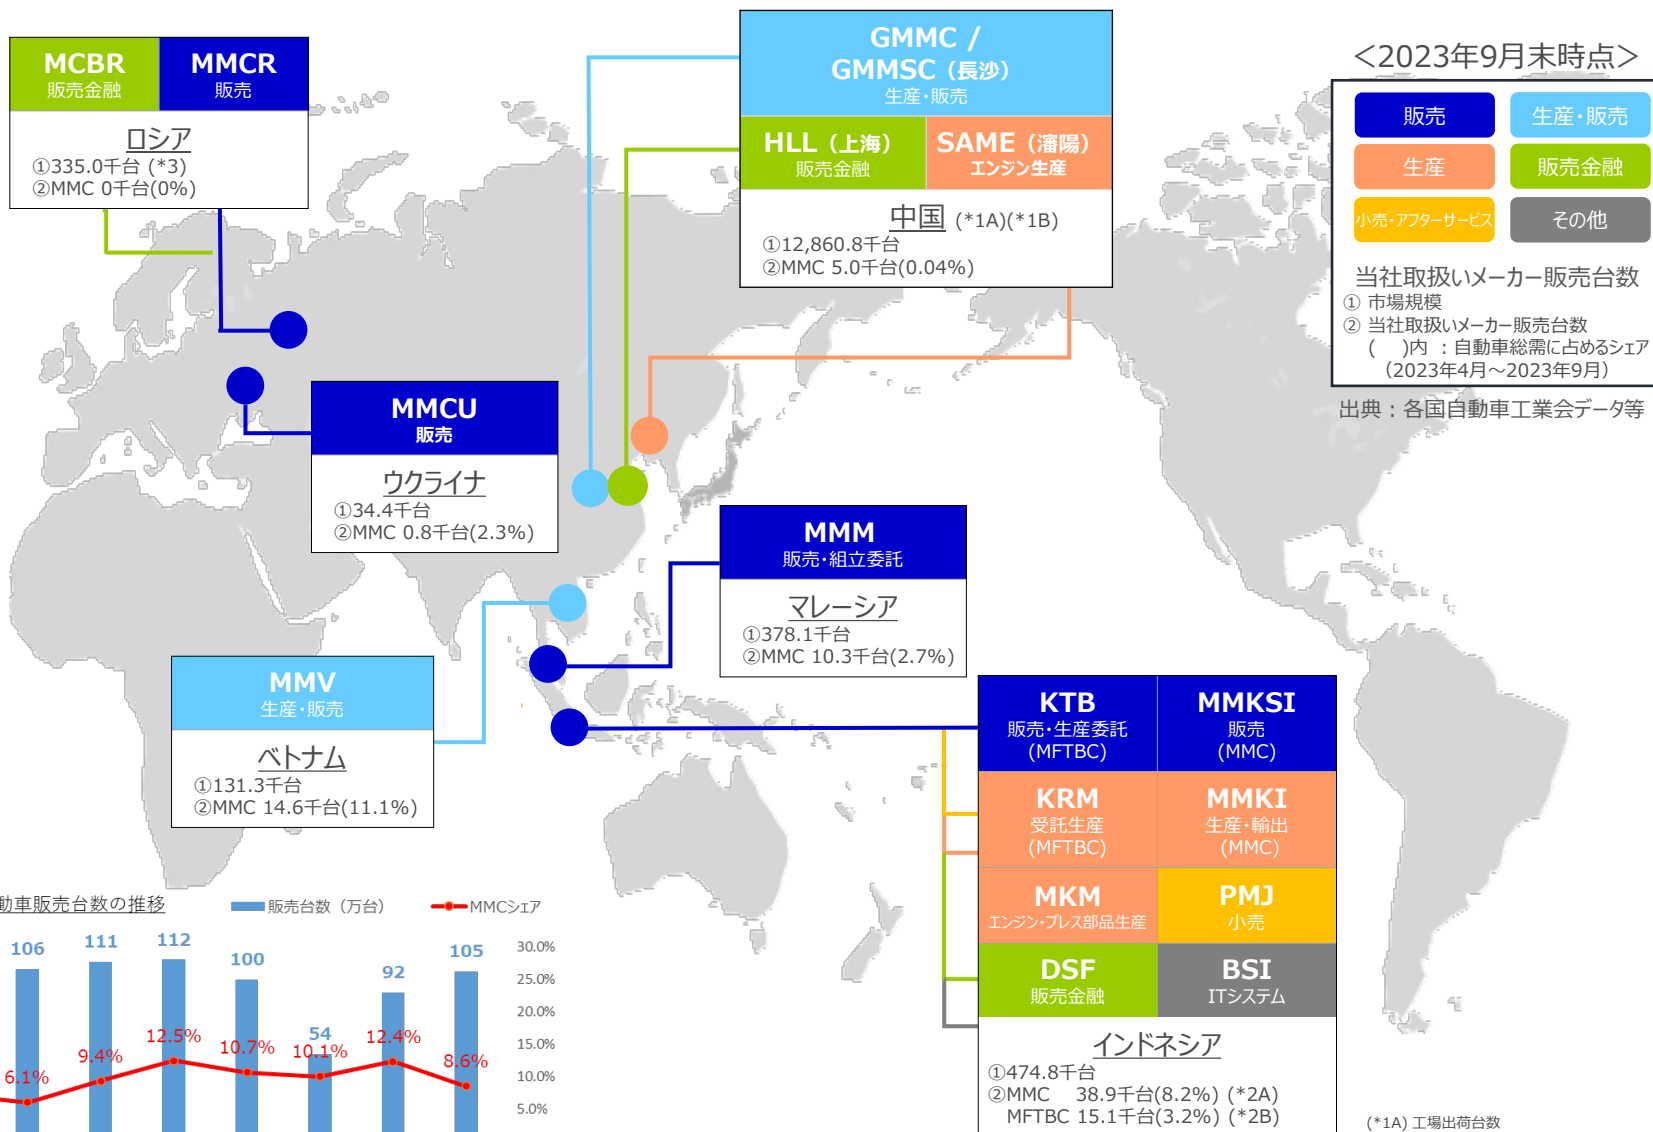 MCBR
販売金融
MMCR
販売
ロシア
①335.0千台 (*3)
②MMC 0千台(0%)
GMMC /
GMMSC（長沙）
生産・販売
HLL（上海）
販売金融
SAME（瀋陽）
エンジン生産
中国 (*1A)(*1B)
①12,860.8千台
②MMC 5.0千台(0.04%)
＜2023年9月末時点＞
販売
生産・販売
生産
販売金融
小売・アフターサービス
その他
当社取扱いメーカー販売台数
① 市場規模
② 当社取扱いメーカー販売台数
(　)内 ：自動車総需に占めるシェア
（2023年4月～2023年9月）
出典：各国自動車工業会データ等
MMCU
販売
ウクライナ
①34.4千台
②MMC 0.8千台(2.3%)
MMM
販売・組立委託
マレーシア
①378.1千台
②MMC 10.3千台(2.7%)
MMV
生産・販売
ベトナム
①131.3千台
②MMC 14.6千台(11.1%)
KTB
販売・生産委託
(MFTBC)
MMKSI
販売
(MMC)
KRM
受託生産
(MFTBC)
MMKI
生産・輸出
(MMC)
MKM
エンジン・プレス部品生産
PMJ
小売
DSF
販売金融
BSI
ITシステム
インドネシア
①474.8千台
②MMC 38.9千台(8.2%) (*2A)
MFTBC 15.1千台(3.2%) (*2B)
(*1A) 工場出荷台数
動車販売台数の推移
販売台数（万台）
MMCシェア
106
111
112
100
54
92
105
6.1%
9.4%
12.5%
10.7%
10.1%
12.4%
8.6%
30.0%
25.0%
20.0%
15.0%
10.0%
5.0%